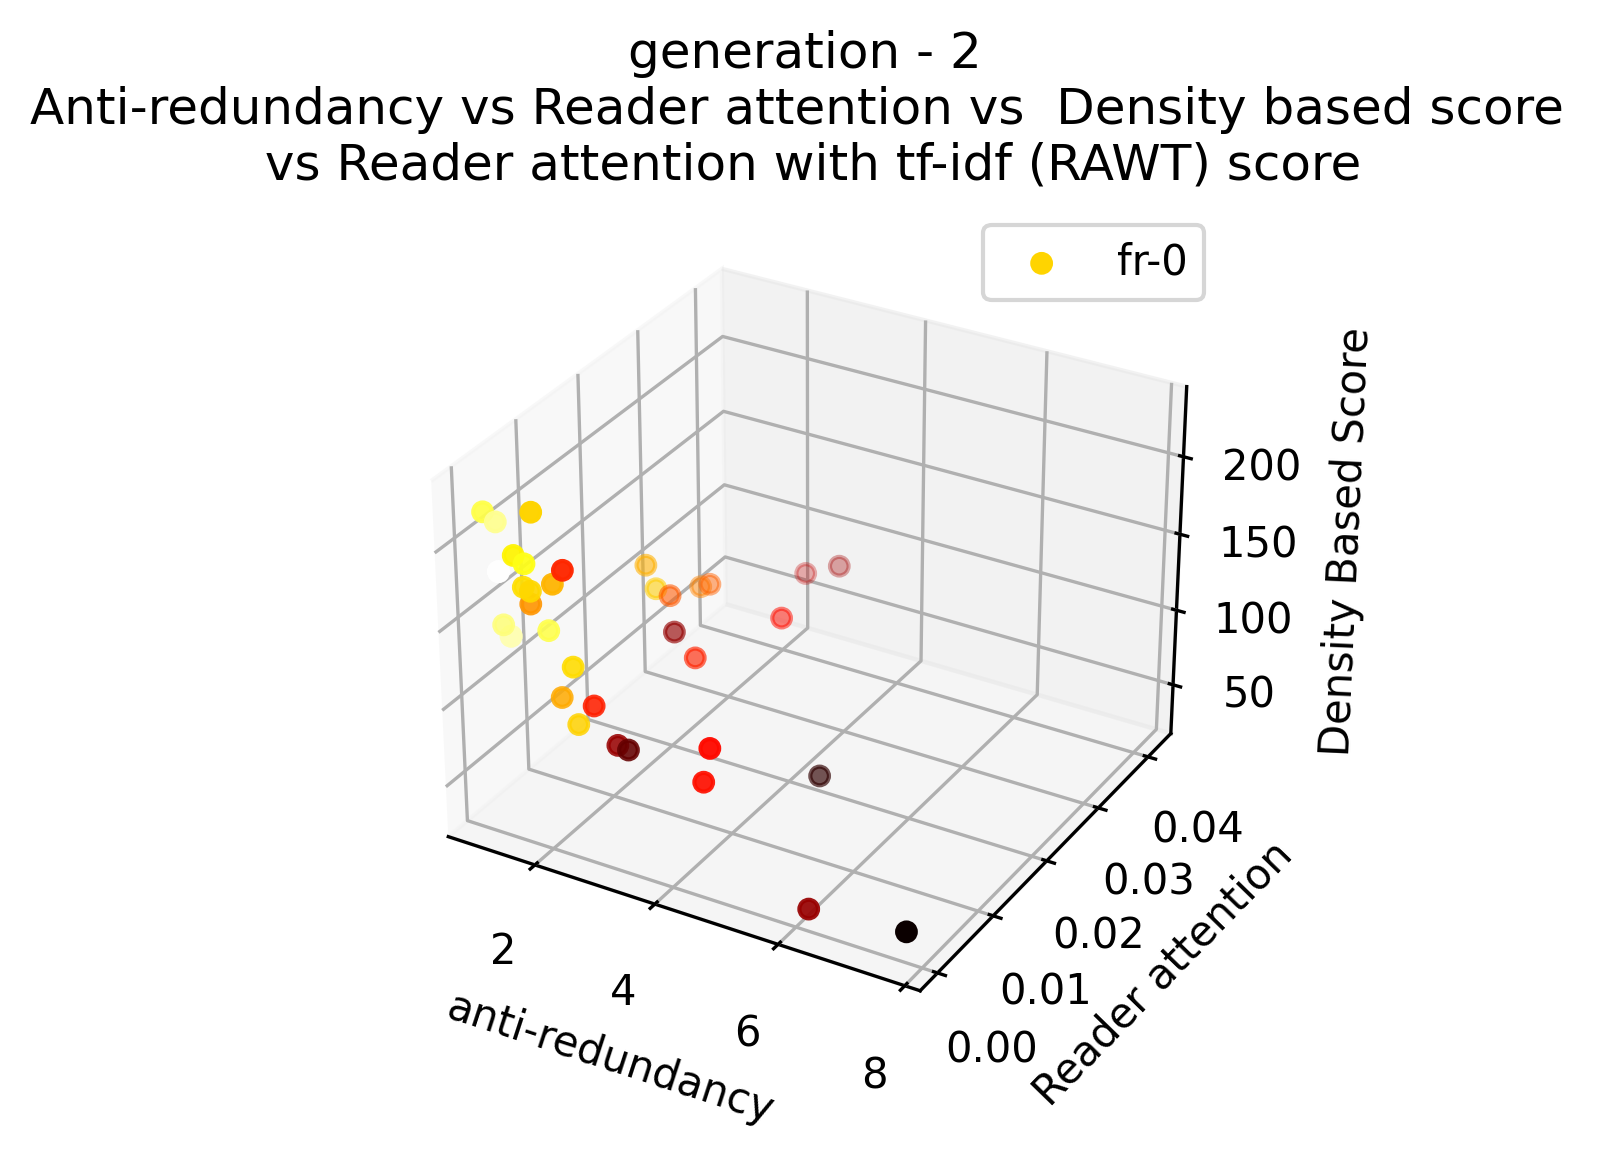 generation - 2
Anti-redundancy vs Reader attention vs  Density based score
vs Reader attention with tf-idf (RAWT) score
fr-0
200
150
100
50
Density Based Score
0.04
0.03
0.02
0.01
0.00
Reader attention
2
4
6
8
anti-redundancy